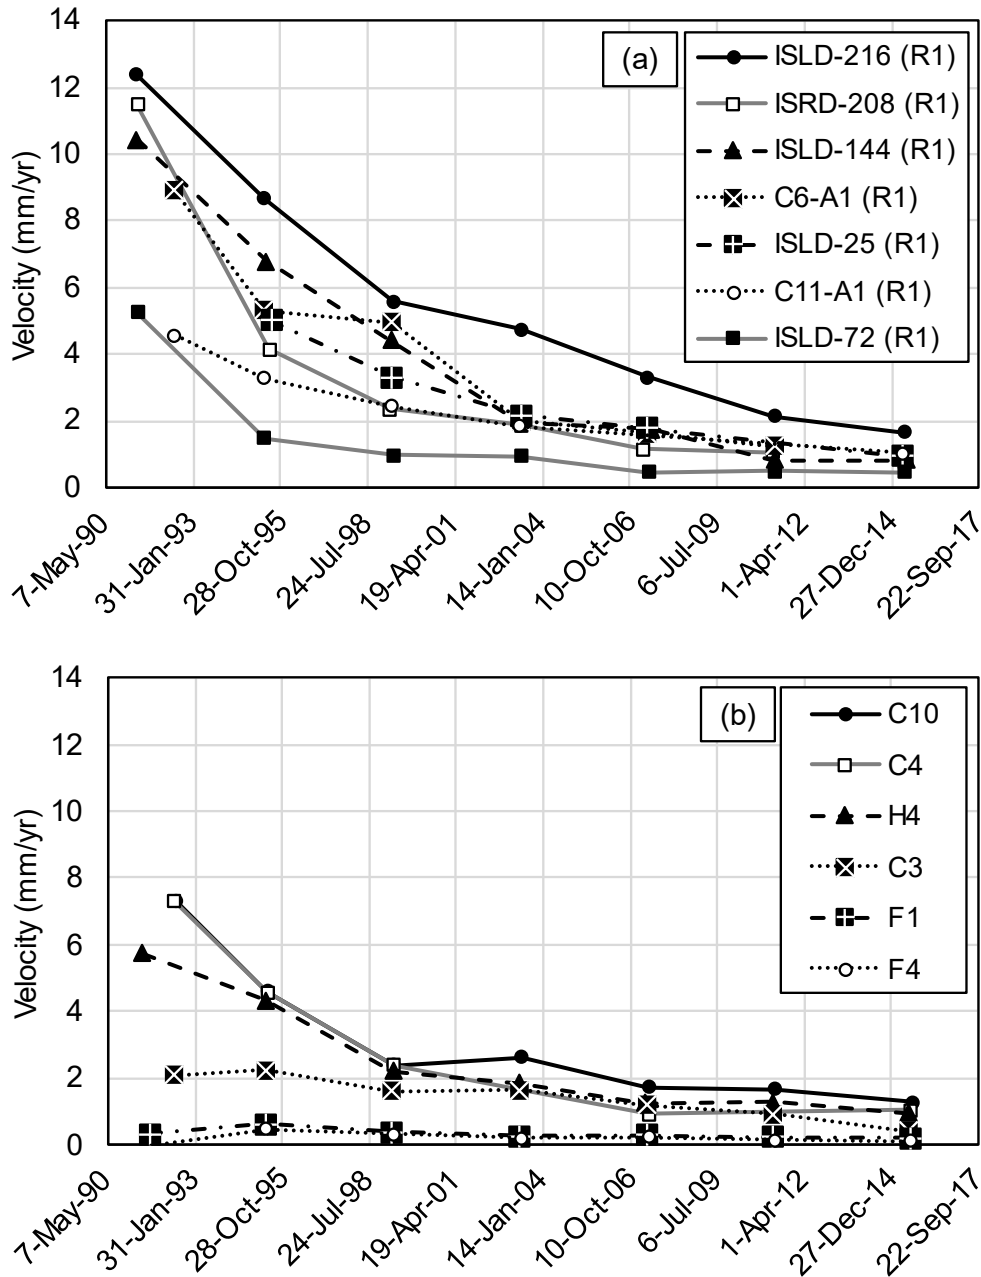 14
12
10
8
6
4
2
0
Velocity (mm/yr)
(a)
ISLD-216 (R1)
ISRD-208 (R1)
ISLD-144 (R1)
C6-A1 (R1)
ISLD-25 (R1)
C11-A1 (R1)
ISLD-72 (R1)
7-May-90
31-Jan-93
28-Oct-95
24-Jul-98
19-Apr-01
14-Jan-04
10-Oct-06
6-Jul-09
1-Apr-12
27-Dec-14
22-Sep-17
14
12
10
8
6
4
2
0
Velocity (mm/yr)
(b)
C10
C4
H4
C3
F1
F4
7-May-90
31-Jan-93
28-Oct-95
24-Jul-98
19-Apr-01
14-Jan-04
10-Oct-06
6-Jul-09
1-Apr-12
27-Dec-14
22-Sep-17